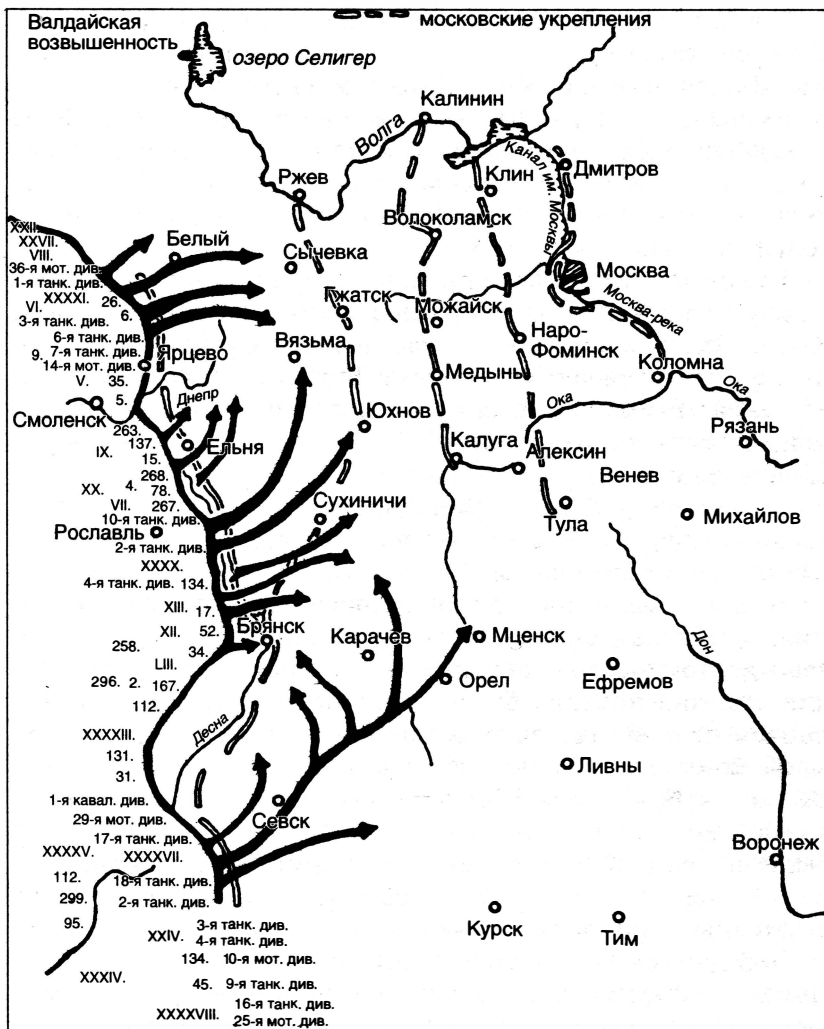 Валдайская
возвышенность
московские укрепления
озеро Селигер
Калинин
Волга
Канал им. Москвы
Дмитров
Клин
Ржев
Волоколамск
XXII.
XXVII.
Белый
VIII.
Сычевка
36-я мот. див.
Москва
1-я танк. див.
XXXXI.
26.
Гжатск
Можайск
Москва-река
VI.
6.
3-я танк. див.
Наро-
Фоминск
6-я танк. див.
9.
7-я танк. див.
Ярцево
Вязьма
14-я мот. див.
Медынь
Коломна
V.
35.
Ока
5.
Днепр
Смоленск
Юхнов
Ока
Рязань
263.
137.
Ельня
IX.
15.
Калуга
Алексин
268.
Венев
XX.
4.
78.
VII.
267.
Сухиничи
10-я танк. див.
Тула
Михайлов
Рославль
2-я танк. див.
XXXX.
4-я танк. див.
134.
XIII.
17.
XII.
52.
Брянск
Карачев
Мценск
Дон
258.
34.
LIII.
Орел
Ефремов
296.
2.
167.
112.
Десна
XXXXIII.
131.
31.
Ливны
1-я кавал. див.
Севск
29-я мот. див.
17-я танк. див.
XXXXV.
XXXXVII.
Воронеж
112.
18-я танк. див.
299.
2-я танк. див.
95.
Курск
Тим
3-я танк. див.
XXIV.
4-я танк. див.
134.
10-я мот. див.
XXXIV.
45.
9-я танк. див.
16-я танк. див.
XXXXVIII.
25-я мот. див.